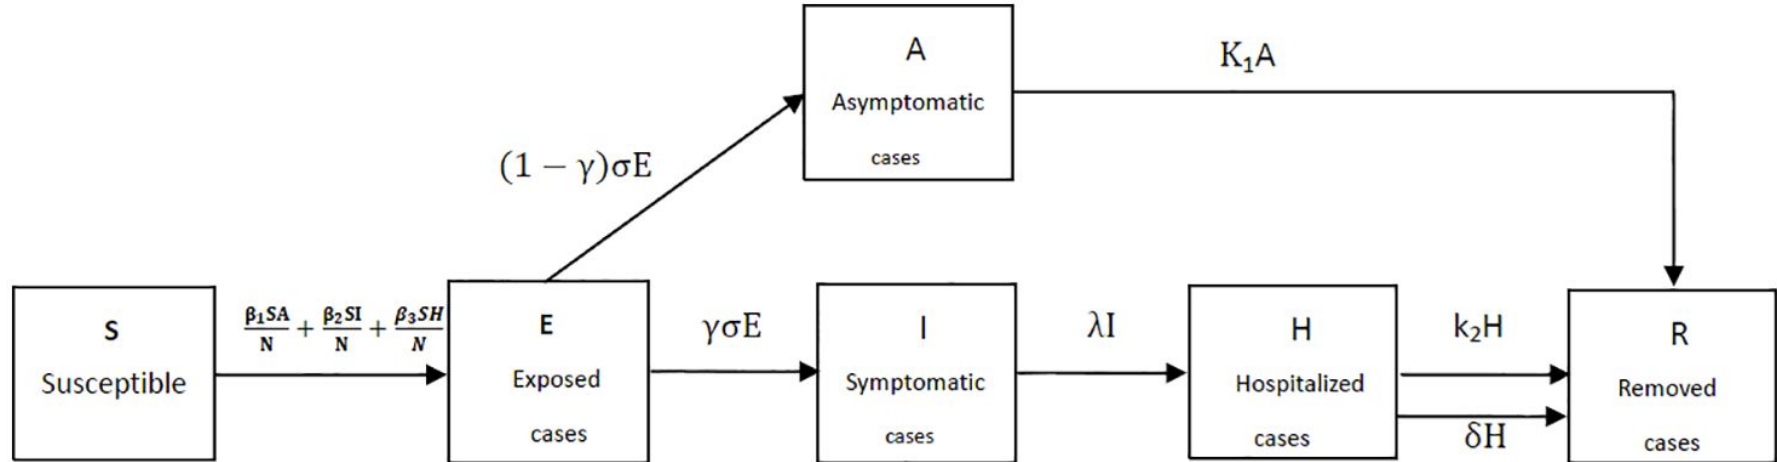 A
Asymptomatic
cases
K₁A
(1 − γ)σE
S
Susceptible
β₁SA/N + β₂SI/N + β₃SH/N
E
Exposed
cases
γσE
I
Symptomatic
cases
λI
H
Hospitalized
cases
k₂H
δH
R
Removed
cases